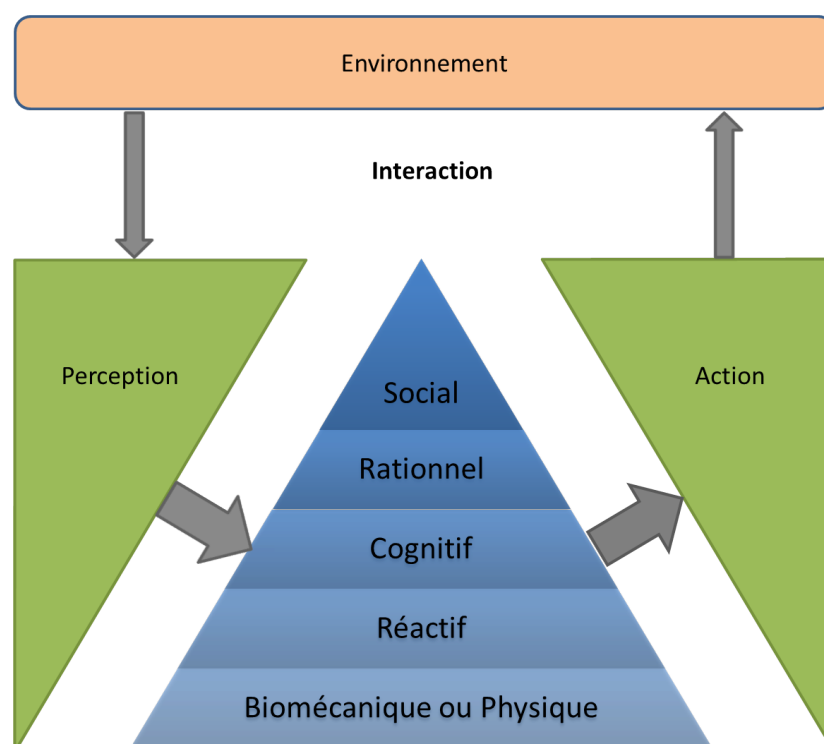 Environnement
Interaction
Perception
Action
Social
Rationnel
Cognitif
Réactif
Biomécanique ou Physique